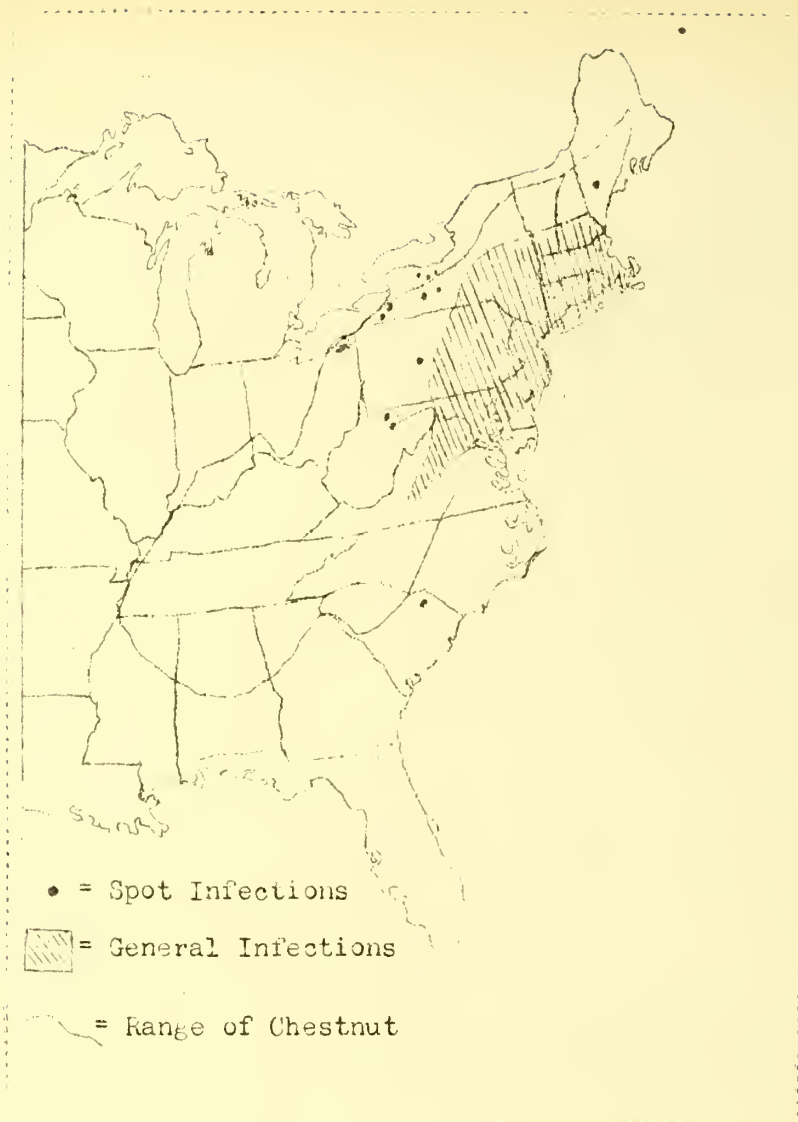 • = Spot Infections
= General Infections
= Range of Chestnut